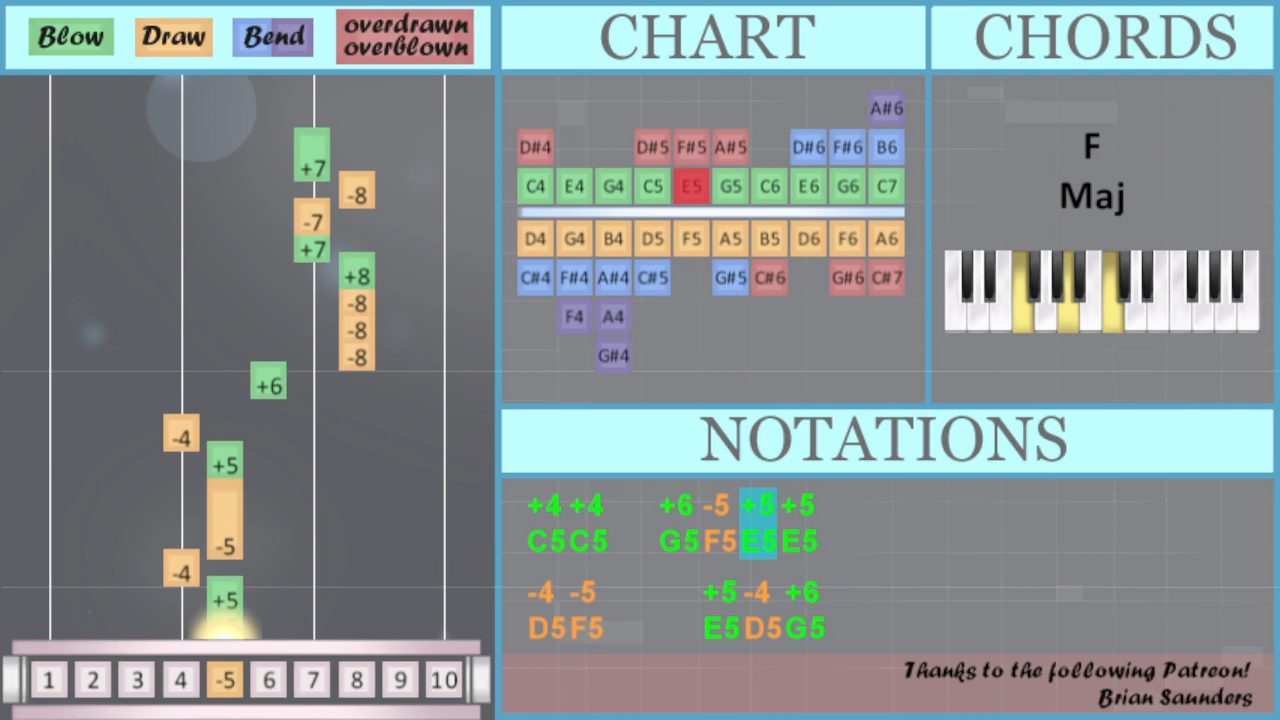 Blow Draw Bend overdrawn
overblown
CHART
CHORDS
+7
-8
-7
+7
+8
-8
-8
-8
+6
-4
+5
-5
-4
+5
1 2 3 4 -5 6 7 8 9 10
A#6
D#4 D#5 F#5 A#5 D#6 F#6 B6
C4 E4 G4 C5 E5 G5 C6 E6 G6 C7
D4 G4 B4 D5 F5 A5 B5 D6 F6 A6
C#4 F#4 A#4 C#5 G#5 C#6 G#6 C#7
F4 A4
G#4
F
Maj
NOTATIONS
+4 +4 +6 -5 +5 +5
C5 C5 G5 F5 E5 E5
-4 -5 +5 -4 +6
D5 F5 E5 D5 G5
Thanks to the following Patreon!
Brian Saunders